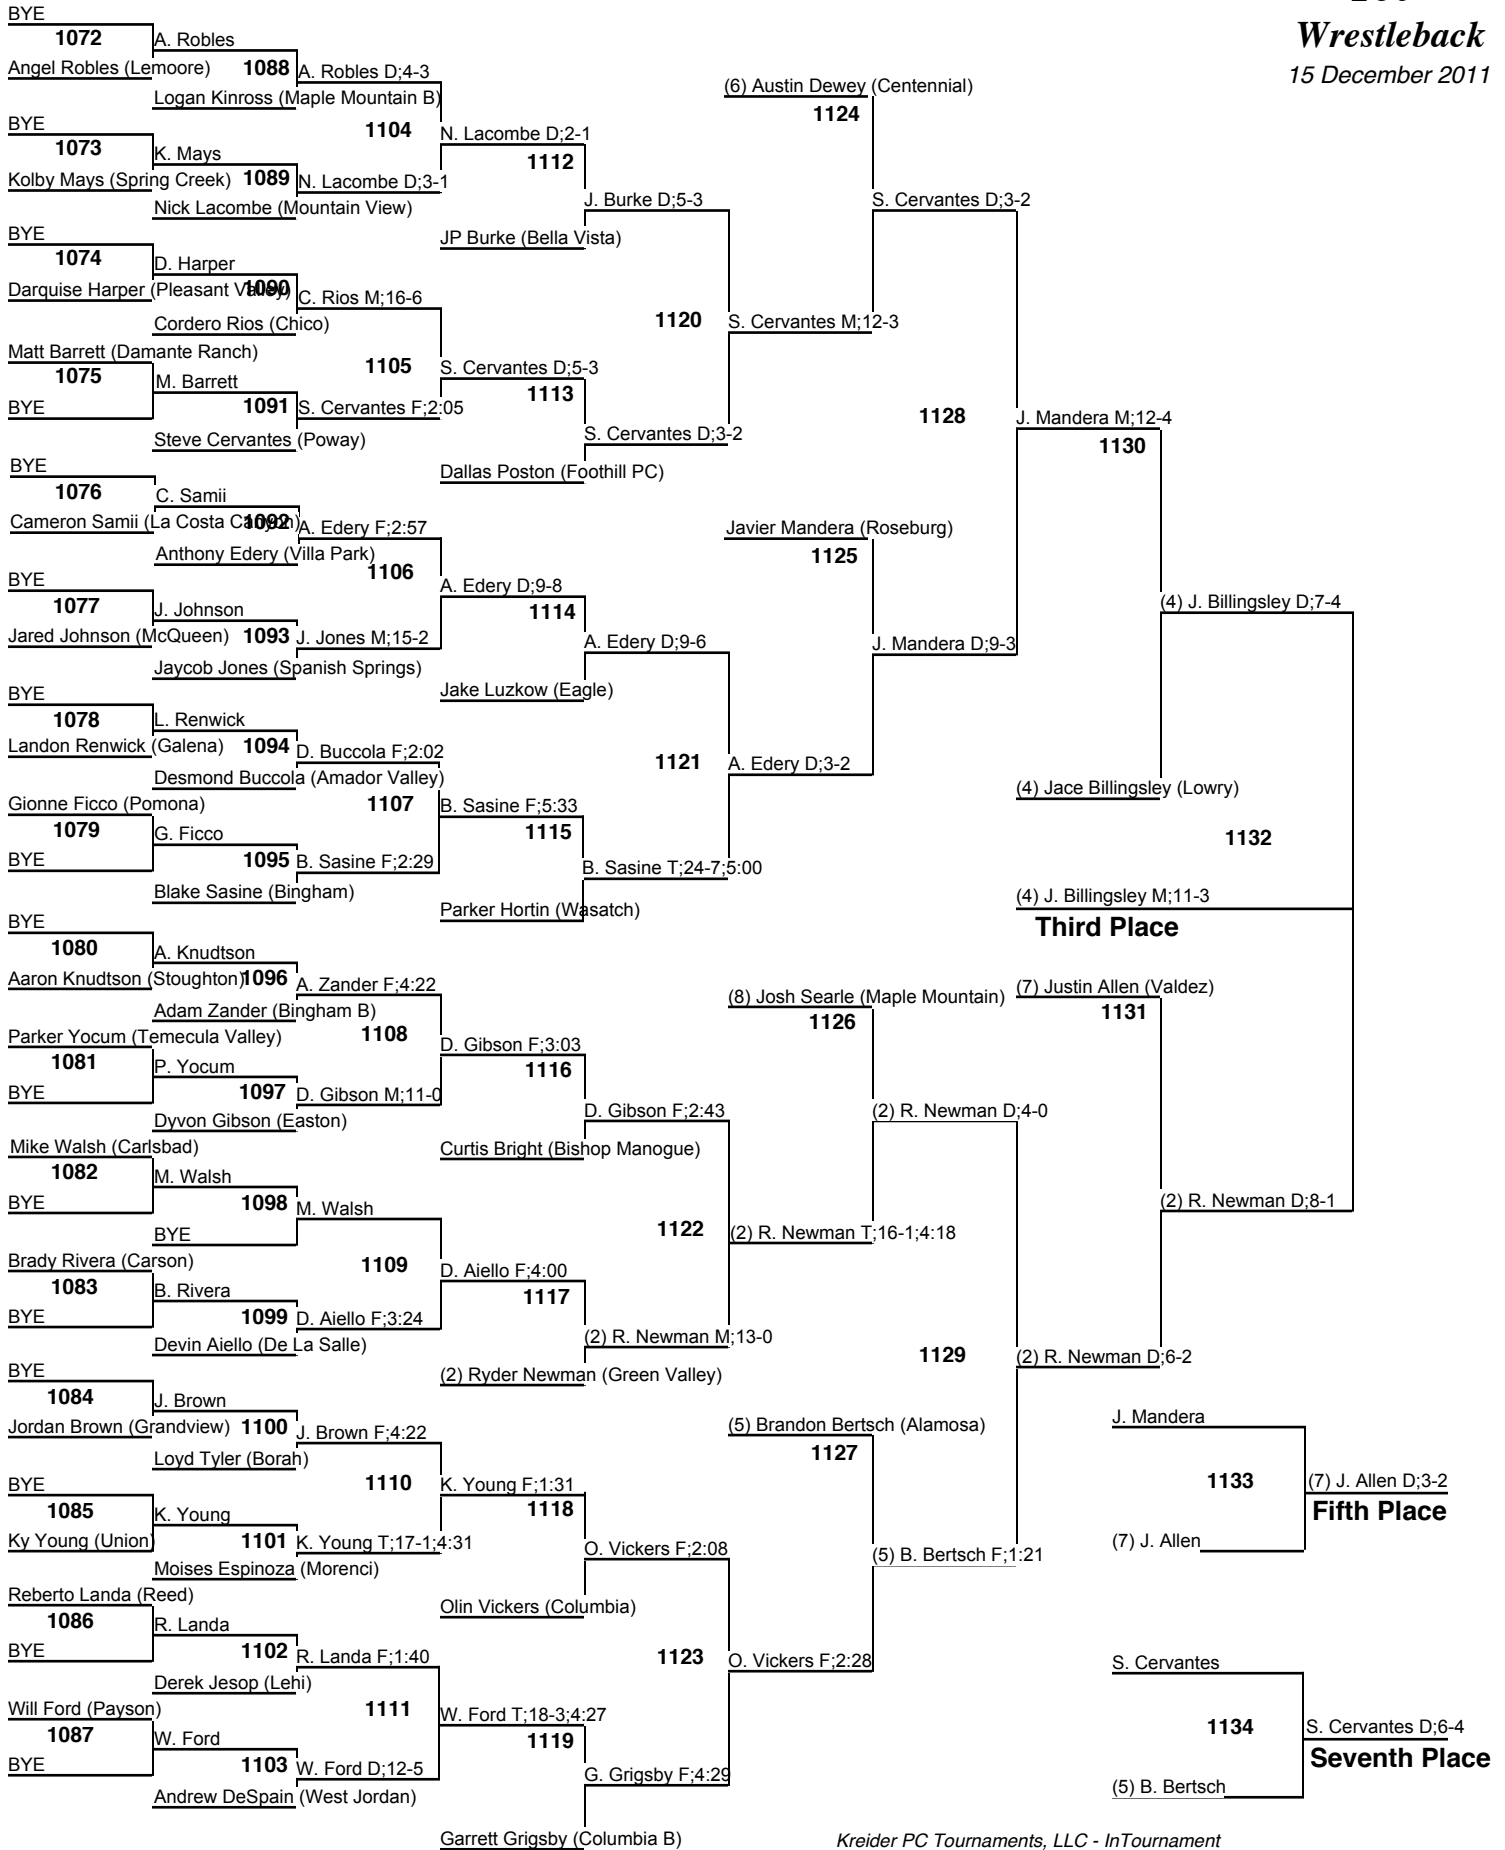 Wrestleback
15 December 2011
BYE
1072
A. Robles
Angel Robles (Lemoore)
1088
A. Robles D;4-3
Logan Kinross (Maple Mountain B)
(6) Austin Dewey (Centennial)
1124
BYE
1104
N. Lacombe D;2-1
1073
K. Mays
1112
Kolby Mays (Spring Creek)
1089
N. Lacombe D;3-1
Nick Lacombe (Mountain View)
J. Burke D;5-3
S. Cervantes D;3-2
BYE
JP Burke (Bella Vista)
1074
D. Harper
Darquise Harper (Pleasant Valley)
1090
C. Rios M;16-6
Cordero Rios (Chico)
1120
S. Cervantes M;12-3
Matt Barrett (Damante Ranch)
1105
S. Cervantes D;5-3
1075
M. Barrett
1113
BYE
1091
S. Cervantes F;2:05
1128
J. Mandera M;12-4
Steve Cervantes (Poway)
S. Cervantes D;3-2
1130
BYE
Dallas Poston (Foothill PC)
1076
C. Samii
Cameron Samii (La Costa Canyon)
1092
A. Edery F;2:57
Javier Mandera (Roseburg)
Anthony Edery (Villa Park)
1125
BYE
1106
A. Edery D;9-8
1077
J. Johnson
1114
(4) J. Billingsley D;7-4
Jared Johnson (McQueen)
1093
J. Jones M;15-2
A. Edery D;9-6
J. Mandera D;9-3
Jaycob Jones (Spanish Springs)
BYE
Jake Luzkow (Eagle)
1078
L. Renwick
Landon Renwick (Galena)
1094
D. Buccola F;2:02
1121
A. Edery D;3-2
Desmond Buccola (Amador Valley)
(4) Jace Billingsley (Lowry)
Gionne Ficco (Pomona)
1107
B. Sasine F;5:33
1079
G. Ficco
1115
1132
BYE
1095
B. Sasine F;2:29
B. Sasine T;24-7;5:00
Blake Sasine (Bingham)
(4) J. Billingsley M;11-3
Parker Hortin (Wasatch)
Third Place
BYE
1080
A. Knudtson
Aaron Knudtson (Stoughton)
1096
A. Zander F;4:22
(8) Josh Searle (Maple Mountain)
(7) Justin Allen (Valdez)
Adam Zander (Bingham B)
1126
1131
Parker Yocum (Temecula Valley)
1108
D. Gibson F;3:03
1081
P. Yocum
1116
BYE
1097
D. Gibson M;11-0
D. Gibson F;2:43
(2) R. Newman D;4-0
Dyvon Gibson (Easton)
Mike Walsh (Carlsbad)
Curtis Bright (Bishop Manogue)
1082
M. Walsh
BYE
1098
M. Walsh
(2) R. Newman D;8-1
BYE
1122
(2) R. Newman T;16-1;4:18
Brady Rivera (Carson)
1109
D. Aiello F;4:00
1083
B. Rivera
1117
BYE
1099
D. Aiello F;3:24
(2) R. Newman M;13-0
Devin Aiello (De La Salle)
1129
(2) R. Newman D;6-2
BYE
(2) Ryder Newman (Green Valley)
1084
J. Brown
Jordan Brown (Grandview)
1100
J. Brown F;4:22
(5) Brandon Bertsch (Alamosa)
J. Mandera
Loyd Tyler (Borah)
1127
BYE
1110
K. Young F;1:31
1133
(7) J. Allen D;3-2
1085
K. Young
1118
Fifth Place
Ky Young (Union)
1101
K. Young T;17-1;4:31
O. Vickers F;2:08
(5) B. Bertsch F;1:21
(7) J. Allen
Moises Espinoza (Morenci)
Reberto Landa (Reed)
Olin Vickers (Columbia)
1086
R. Landa
BYE
1102
R. Landa F;1:40
1123
O. Vickers F;2:28
S. Cervantes
Derek Jesop (Lehi)
Will Ford (Payson)
1111
W. Ford T;18-3;4:27
1134
S. Cervantes D;6-4
1087
W. Ford
1119
Seventh Place
BYE
1103
W. Ford D;12-5
G. Grigsby F;4:29
(5) B. Bertsch
Andrew DeSpain (West Jordan)
Garrett Grigsby (Columbia B)
Kreider PC Tournaments, LLC - InTournament